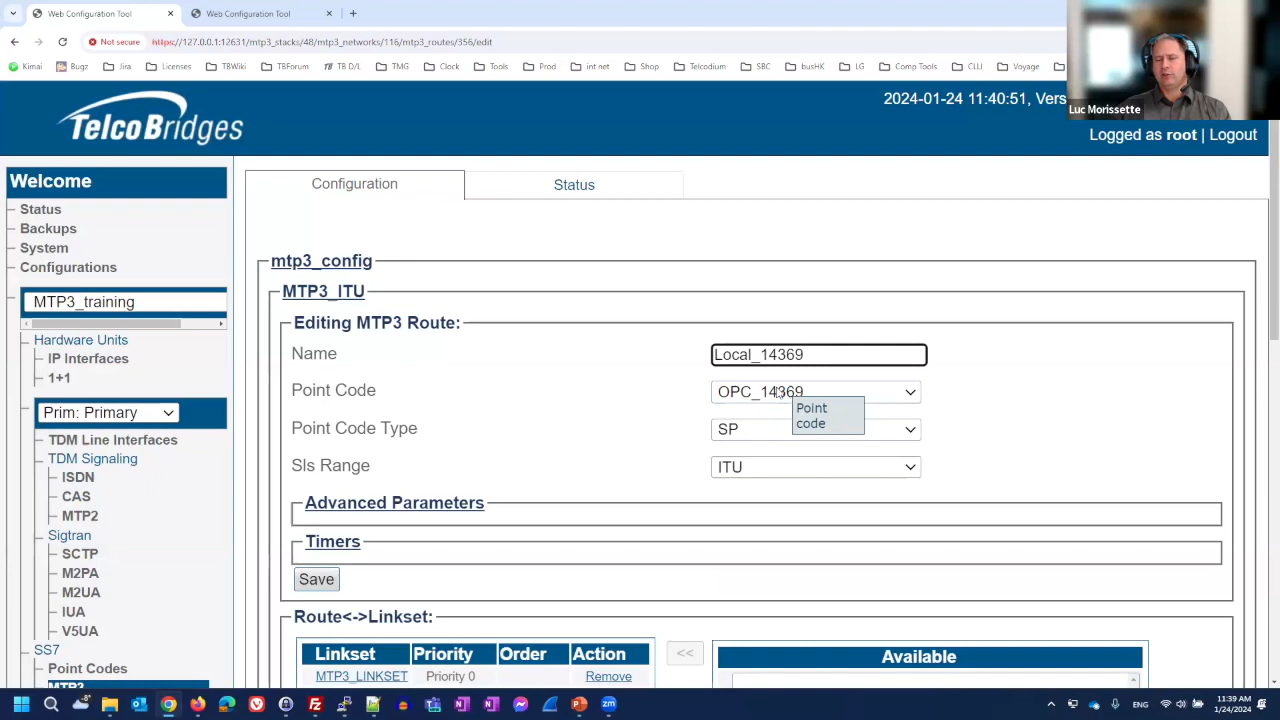 Web Configuration Tool
Web Configuration Tool
Not secure
https://127.0.0.1:12631/mtp3_stacks/48/mtp3_networks/116/mtp3_routes/356/edit
Kimai
Bugz
Jira
Licenses
TBWiki
TBForum
TB D/L
TMG
Clock
Tools
Prod
int net
Shop
Telcodium
SBC
busHK
LG
Comp Tools
CLLI
Voyage
Luc Morissette
TelcoBridges
2024-01-24 11:40:51, Vers
Logged as root | Logout
Welcome
Status
Backups
System
Configurations
MTP3_training
Hardware Units
IP Interfaces
1+1
Prim: Primary
TDM Line Interfaces
TDM Signaling
ISDN
CAS
MTP2
Sigtran
SCTP
M2PA
M2UA
IUA
V5UA
SS7
Point Codes
MTP3
Configuration
Status
mtp3_config
MTP3_ITU
Editing MTP3 Route:
Name
Local_14369
Point Code
OPC_14369
Point
code
Point Code Type
SP
Sls Range
ITU
Advanced Parameters
Timers
Save
Route<->Linkset:
Linkset Priority Order Action
MTP3_LINKSET Priority 0 Remove
<<
Available
ENG
11:39 AM
1/24/2024